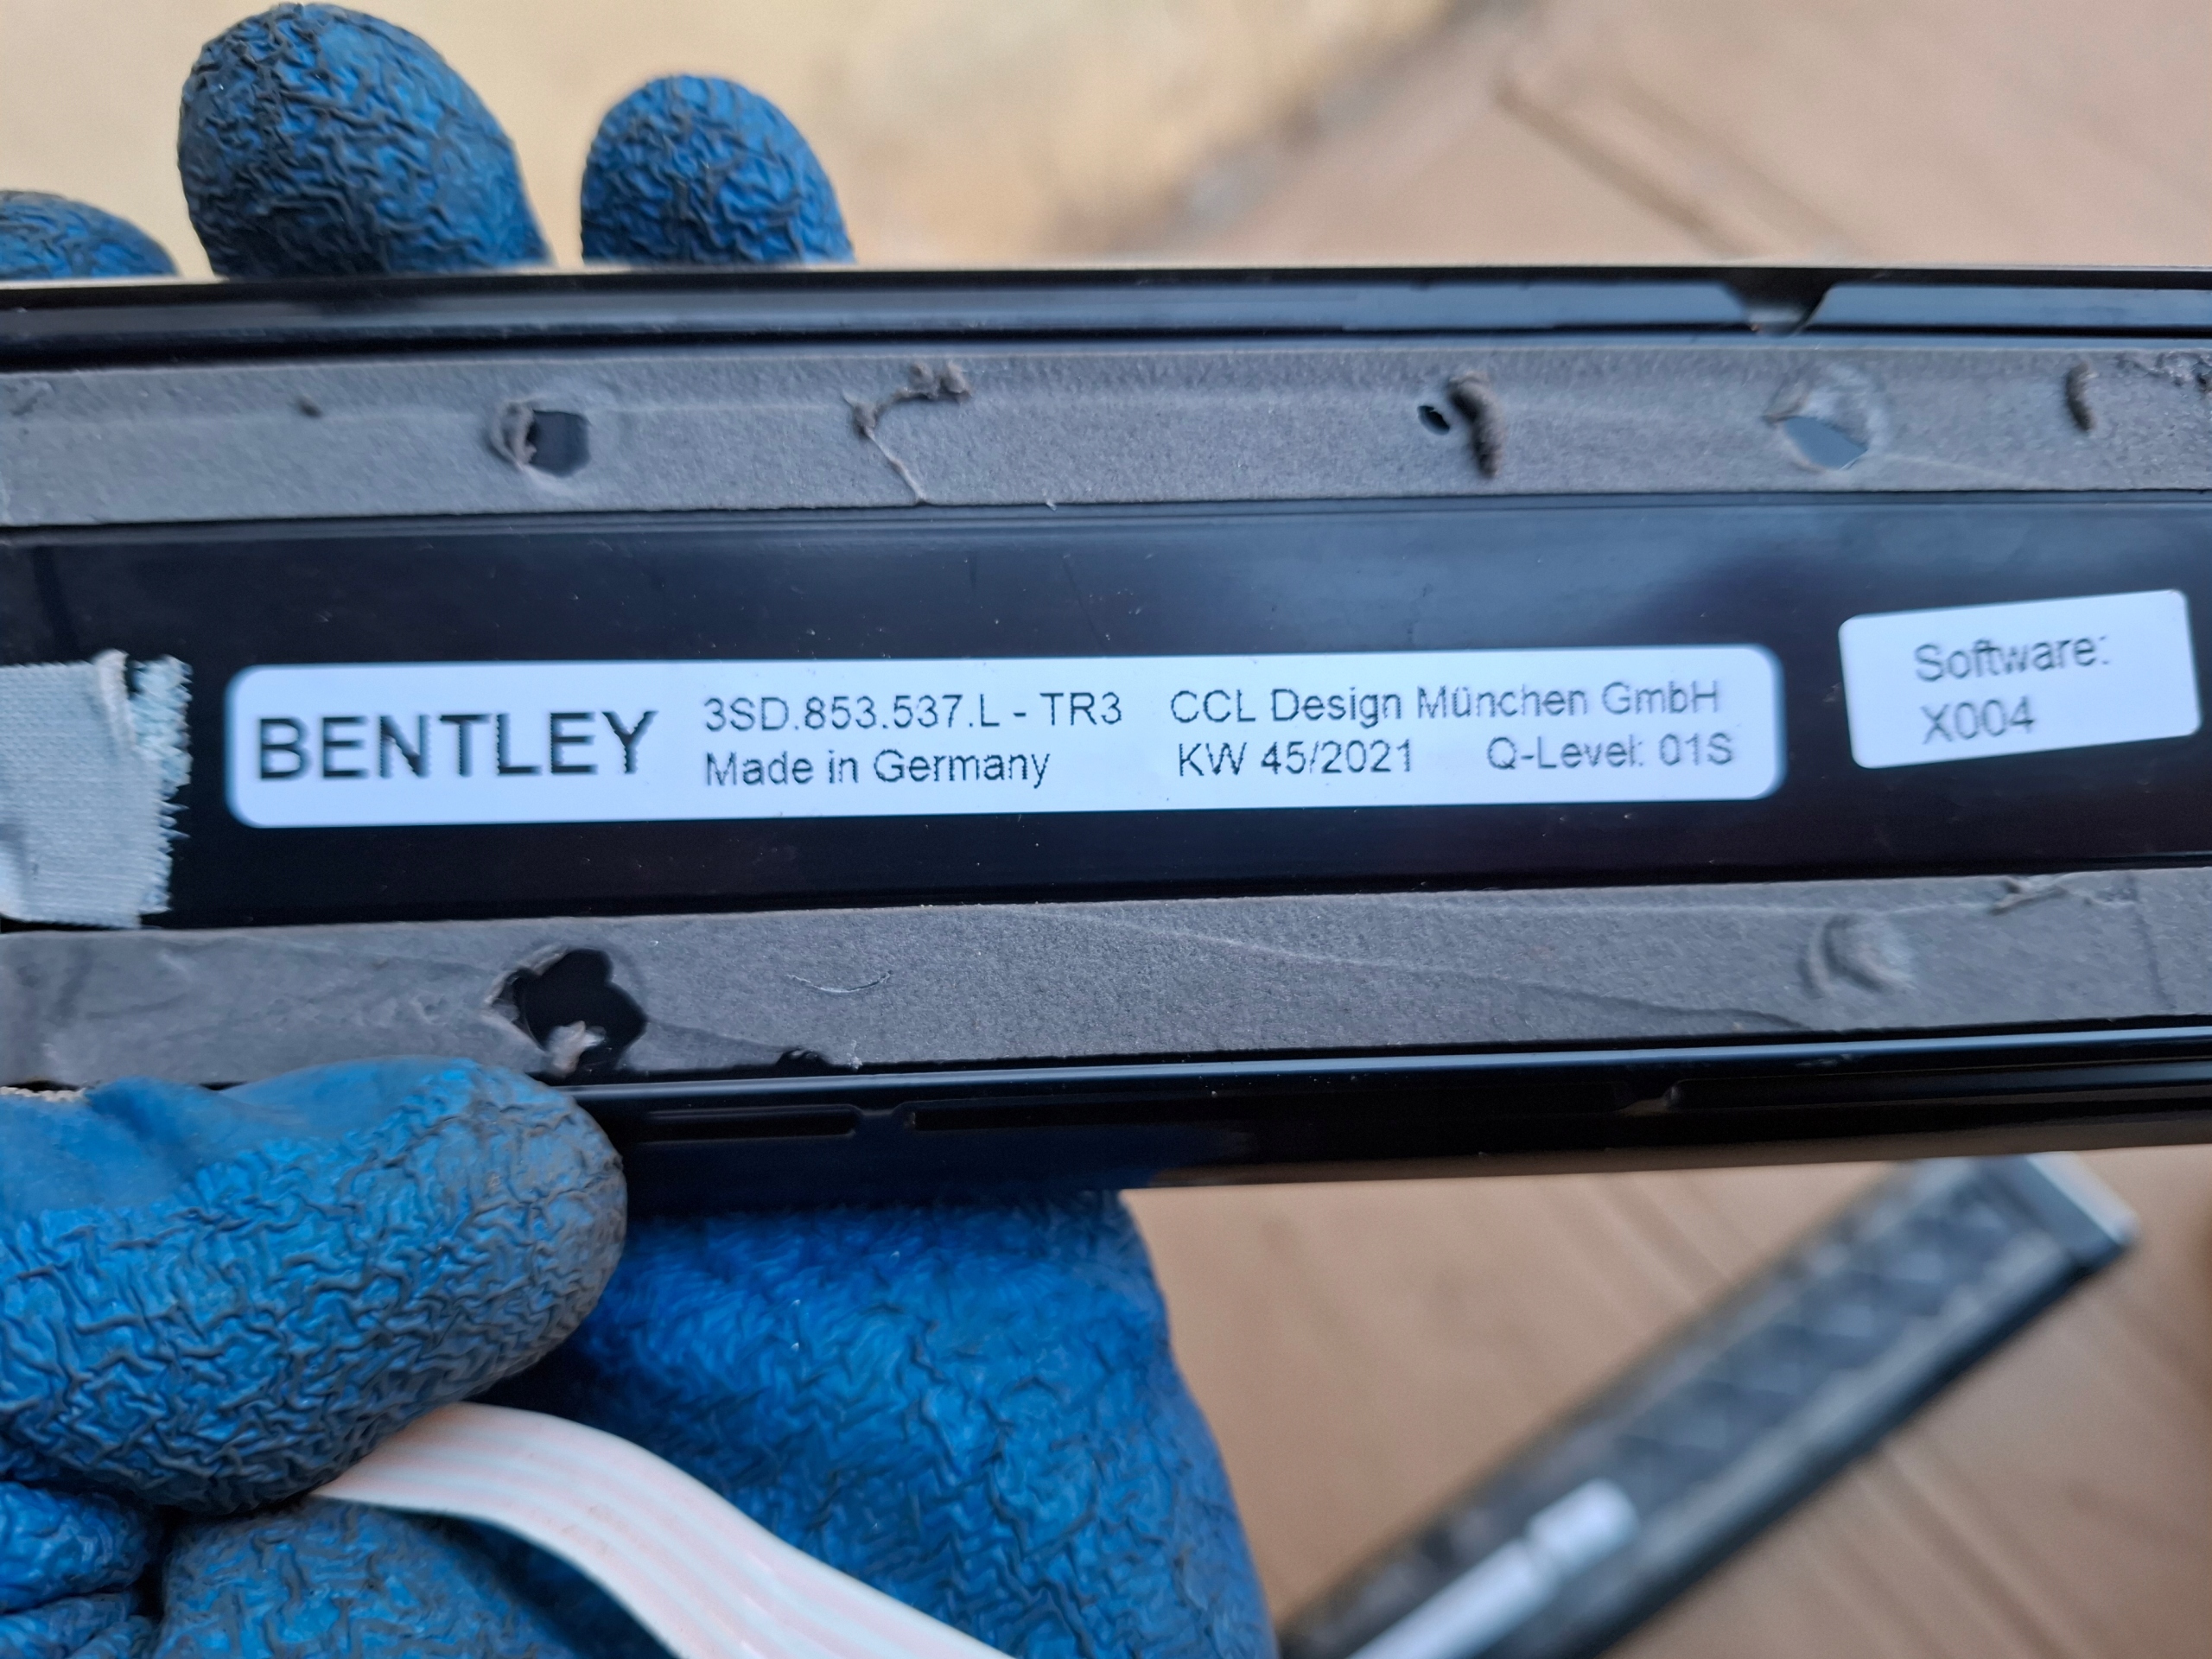 BENTLEY
3SD.853.537.L - TR3
Made in Germany
CCL Design München GmbH
KW 45/2021 Q-Level: 01S
Software:
X004